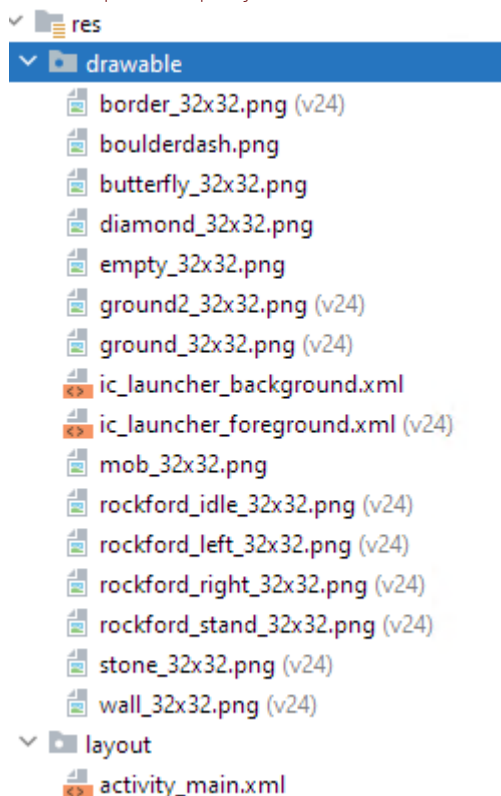 res
drawable
border_32x32.png (v24)
boulderdash.png
butterfly_32x32.png
diamond_32x32.png
empty_32x32.png
ground2_32x32.png (v24)
ground_32x32.png (v24)
ic_launcher_background.xml
ic_launcher_foreground.xml (v24)
mob_32x32.png
rockford_idle_32x32.png (v24)
rockford_left_32x32.png (v24)
rockford_right_32x32.png (v24)
rockford_stand_32x32.png (v24)
stone_32x32.png (v24)
wall_32x32.png (v24)
layout
activity_main.xml